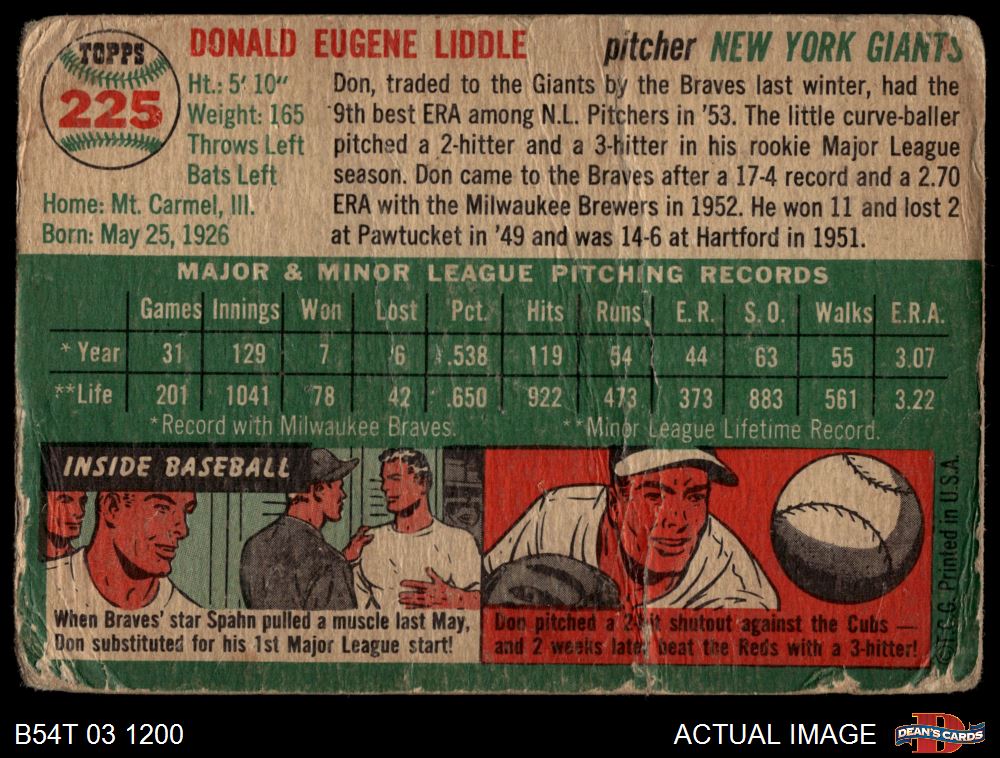 TOPPS
225
DONALD EUGENE LIDDLE pitcher NEW YORK GIANTS
Ht.: 5' 10"
Weight: 165
Throws Left
Bats Left
Home: Mt. Carmel, Ill.
Born: May 25, 1926
Don, traded to the Giants by the Braves last winter, had the
9th best ERA among N.L. Pitchers in '53. The little curve-baller
pitched a 2-hitter and a 3-hitter in his rookie Major League
season. Don came to the Braves after a 17-4 record and a 2.70
ERA with the Milwaukee Brewers in 1952. He won 11 and lost 2
at Pawtucket in '49 and was 14-6 at Hartford in 1951.
MAJOR & MINOR LEAGUE PITCHING RECORDS
Games Innings Won Lost Pct. Hits Runs E. R. S. O. Walks E.R.A.
* Year 31 129 7 6 .538 119 54 44 63 55 3.07
**Life 201 1041 78 42 .650 922 473 373 883 561 3.22
*Record with Milwaukee Braves. **Minor League Lifetime Record.
INSIDE BASEBALL
When Braves' star Spahn pulled a muscle last May,
Don substituted for his 1st Major League start!
Don pitched a 2-hit shutout against the Cubs —
and 2 weeks later beat the Reds with a 3-hitter!
©T.C.G. Printed in U.S.A.
B54T 03 1200
ACTUAL IMAGE
DEAN'S CARDS